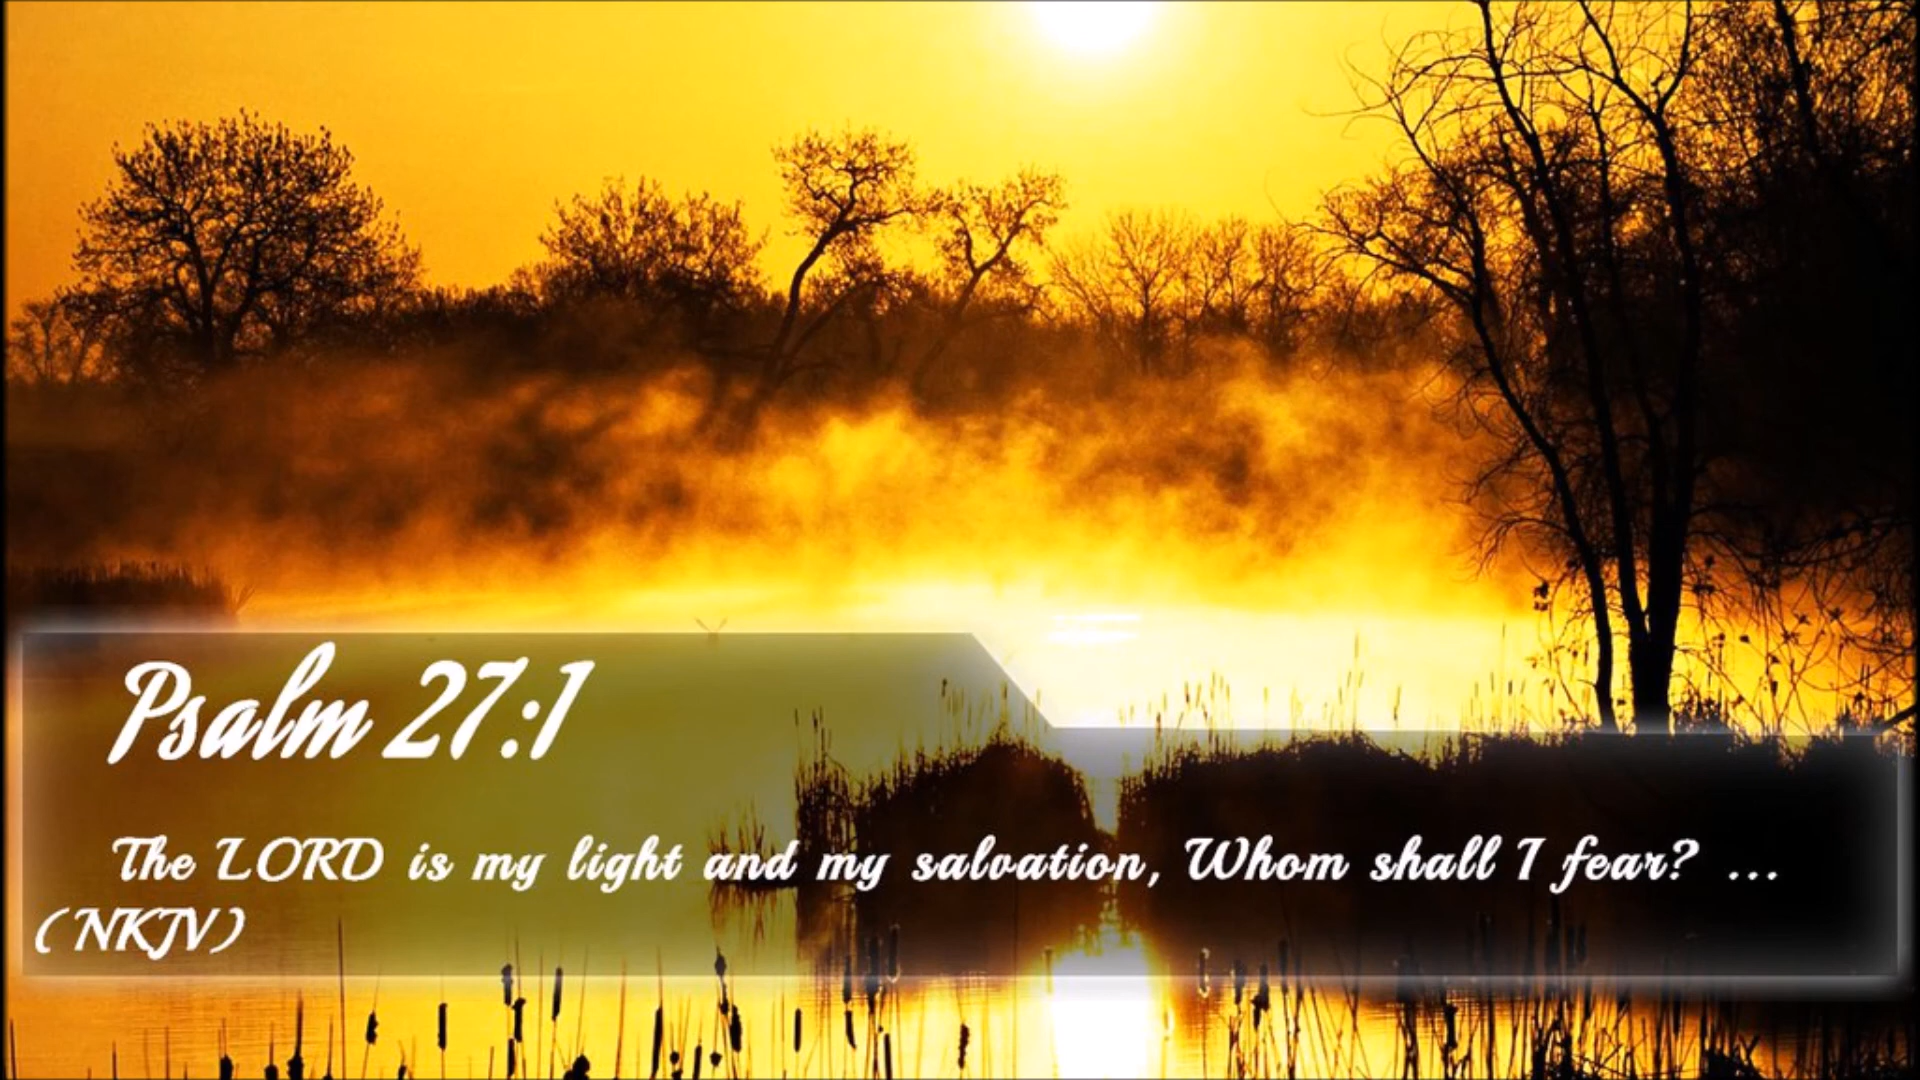 Psalm 27:1
The LORD is my light and my salvation, Whom shall I fear? ...
(NKJV)